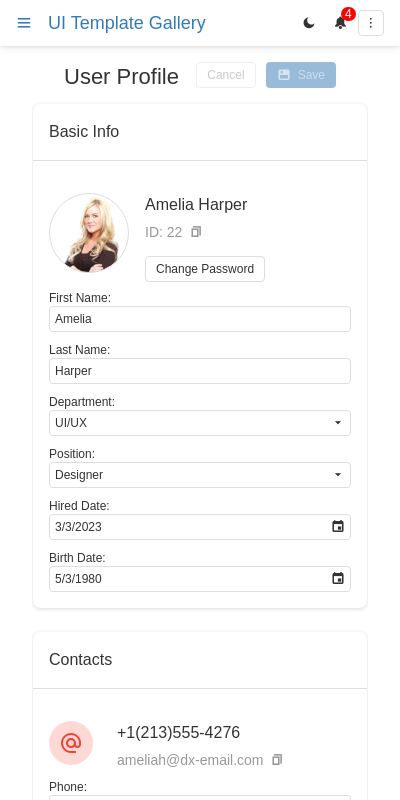 UI Template Gallery
4
User Profile
Cancel
Save
Basic Info
Amelia Harper
ID: 22
Change Password
First Name:
Amelia
Last Name:
Harper
Department:
UI/UX
Position:
Designer
Hired Date:
3/3/2023
Birth Date:
5/3/1980
Contacts
+1(213)555-4276
ameliah@dx-email.com
Phone: